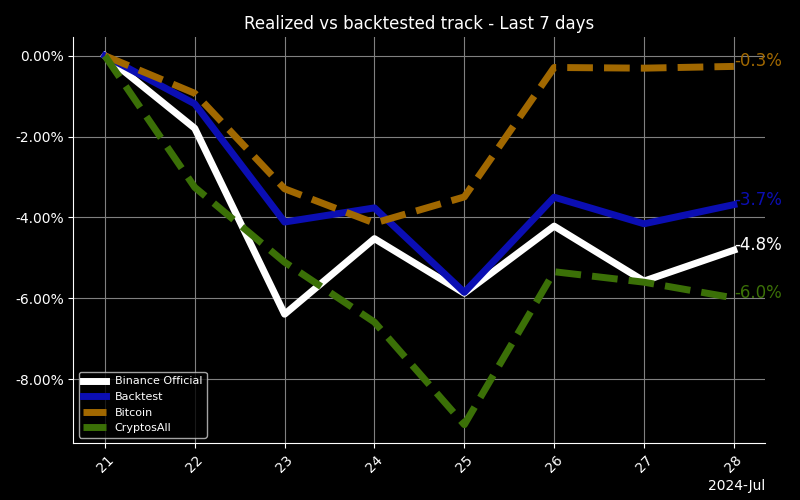 Realized vs backtested track - Last 7 days
0.00%
-2.00%
-4.00%
-6.00%
-8.00%
-0.3%
-3.7%
-4.8%
-6.0%
Binance Official
Backtest
Bitcoin
CryptosAll
21 22 23 24 25 26 27 28
2024-Jul